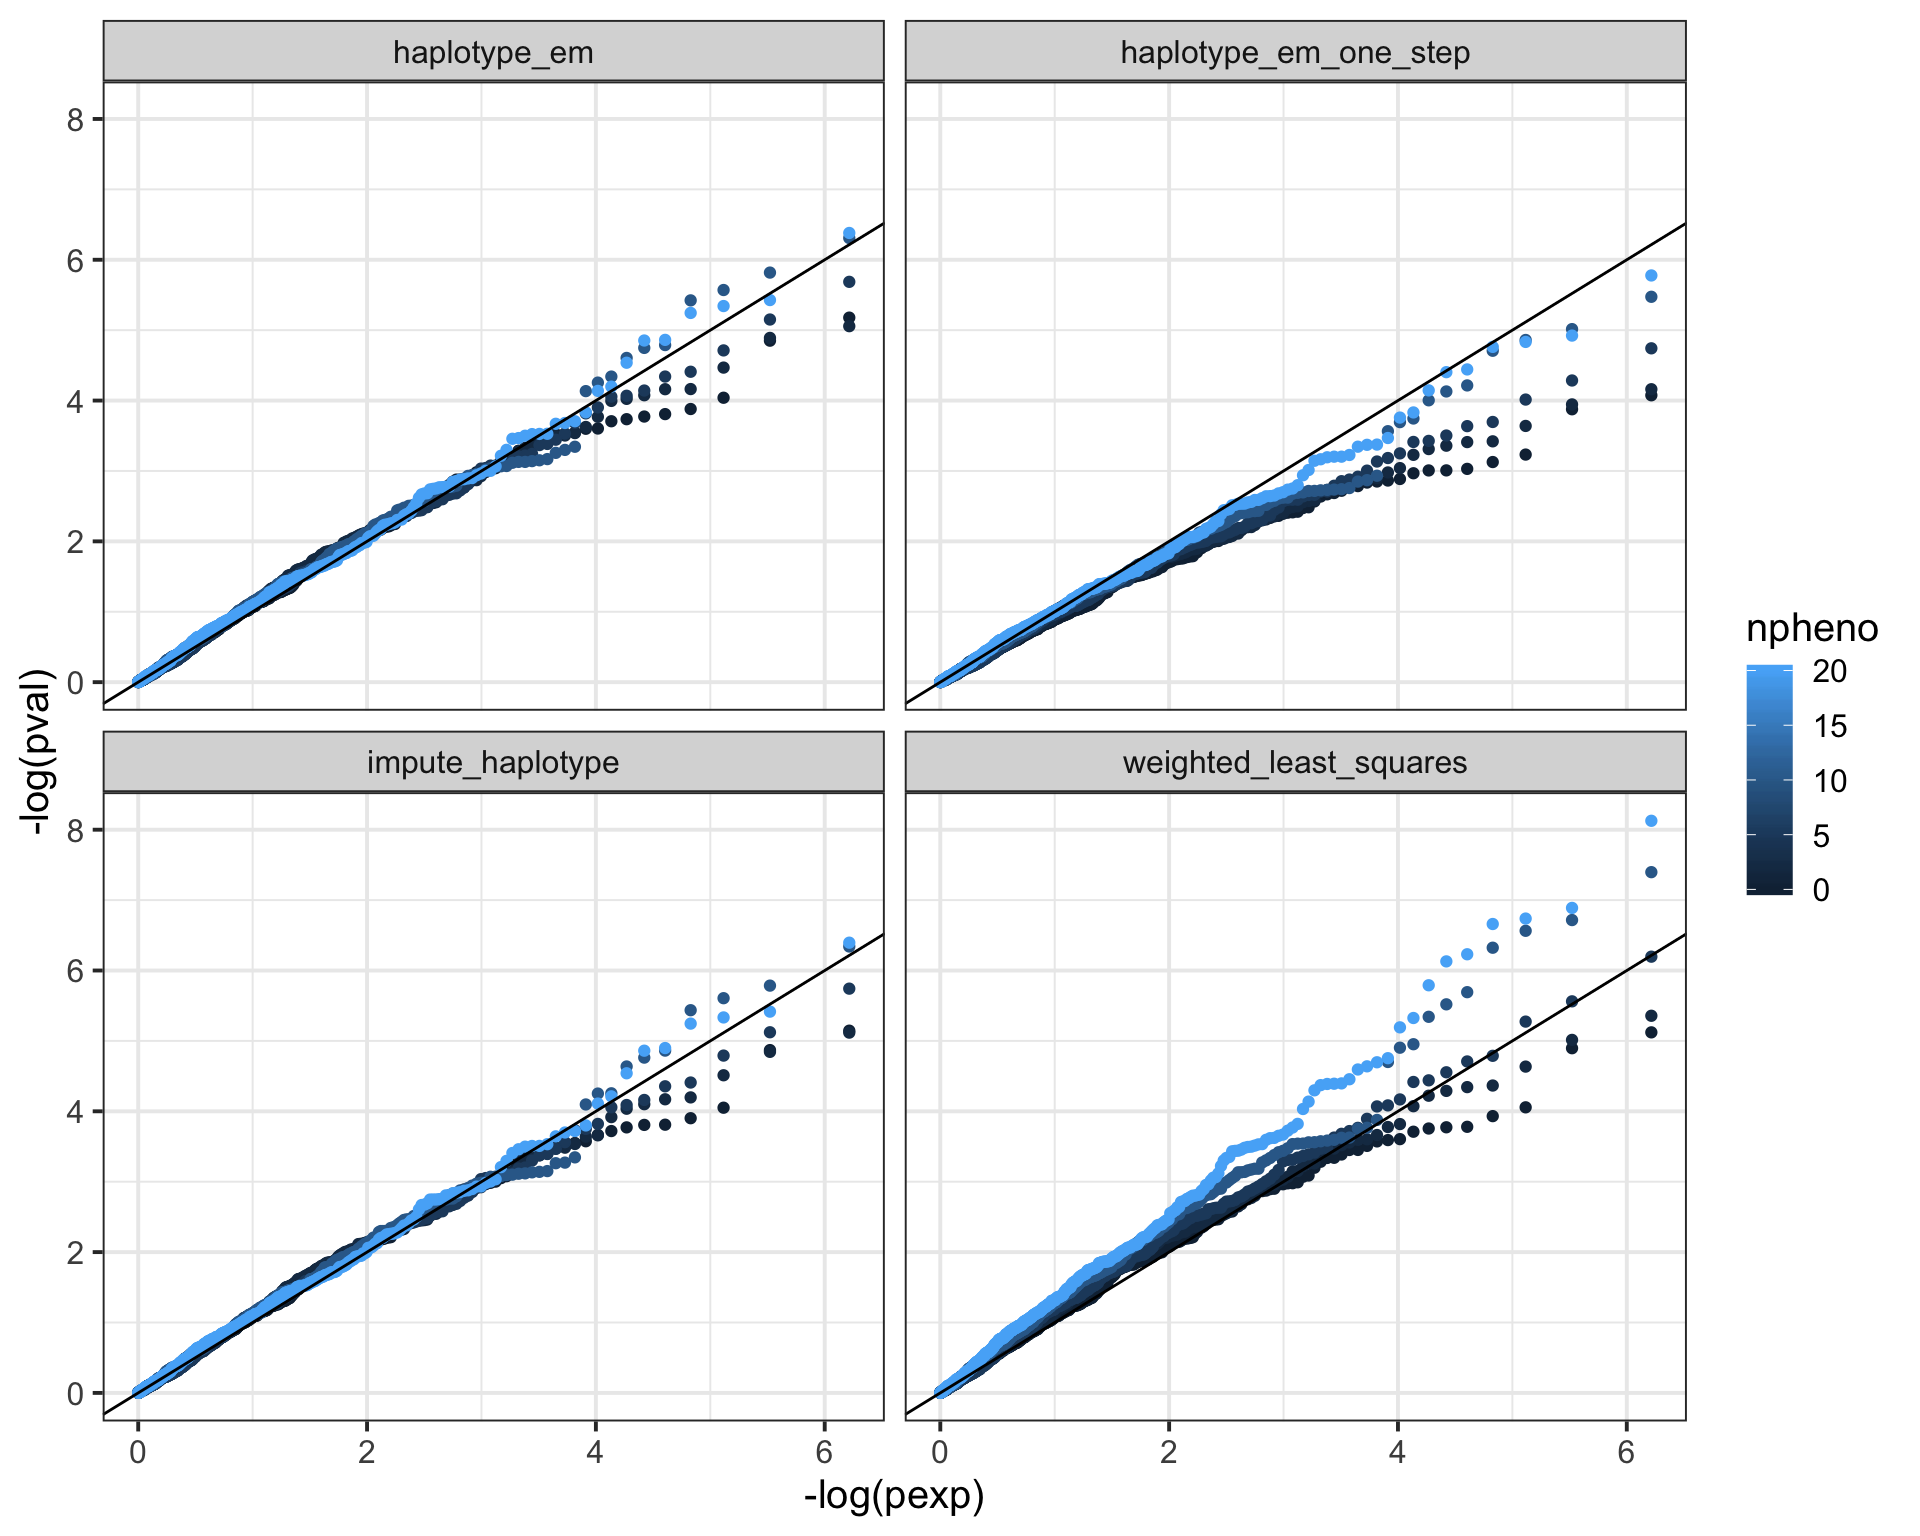 haplotype_em
haplotype_em_one_step
8
6
4
2
0
impute_haplotype
weighted_least_squares
8
6
4
2
0
0 2 4 6
0 2 4 6
-log(pexp)
-log(pval)
npheno
20
15
10
5
0